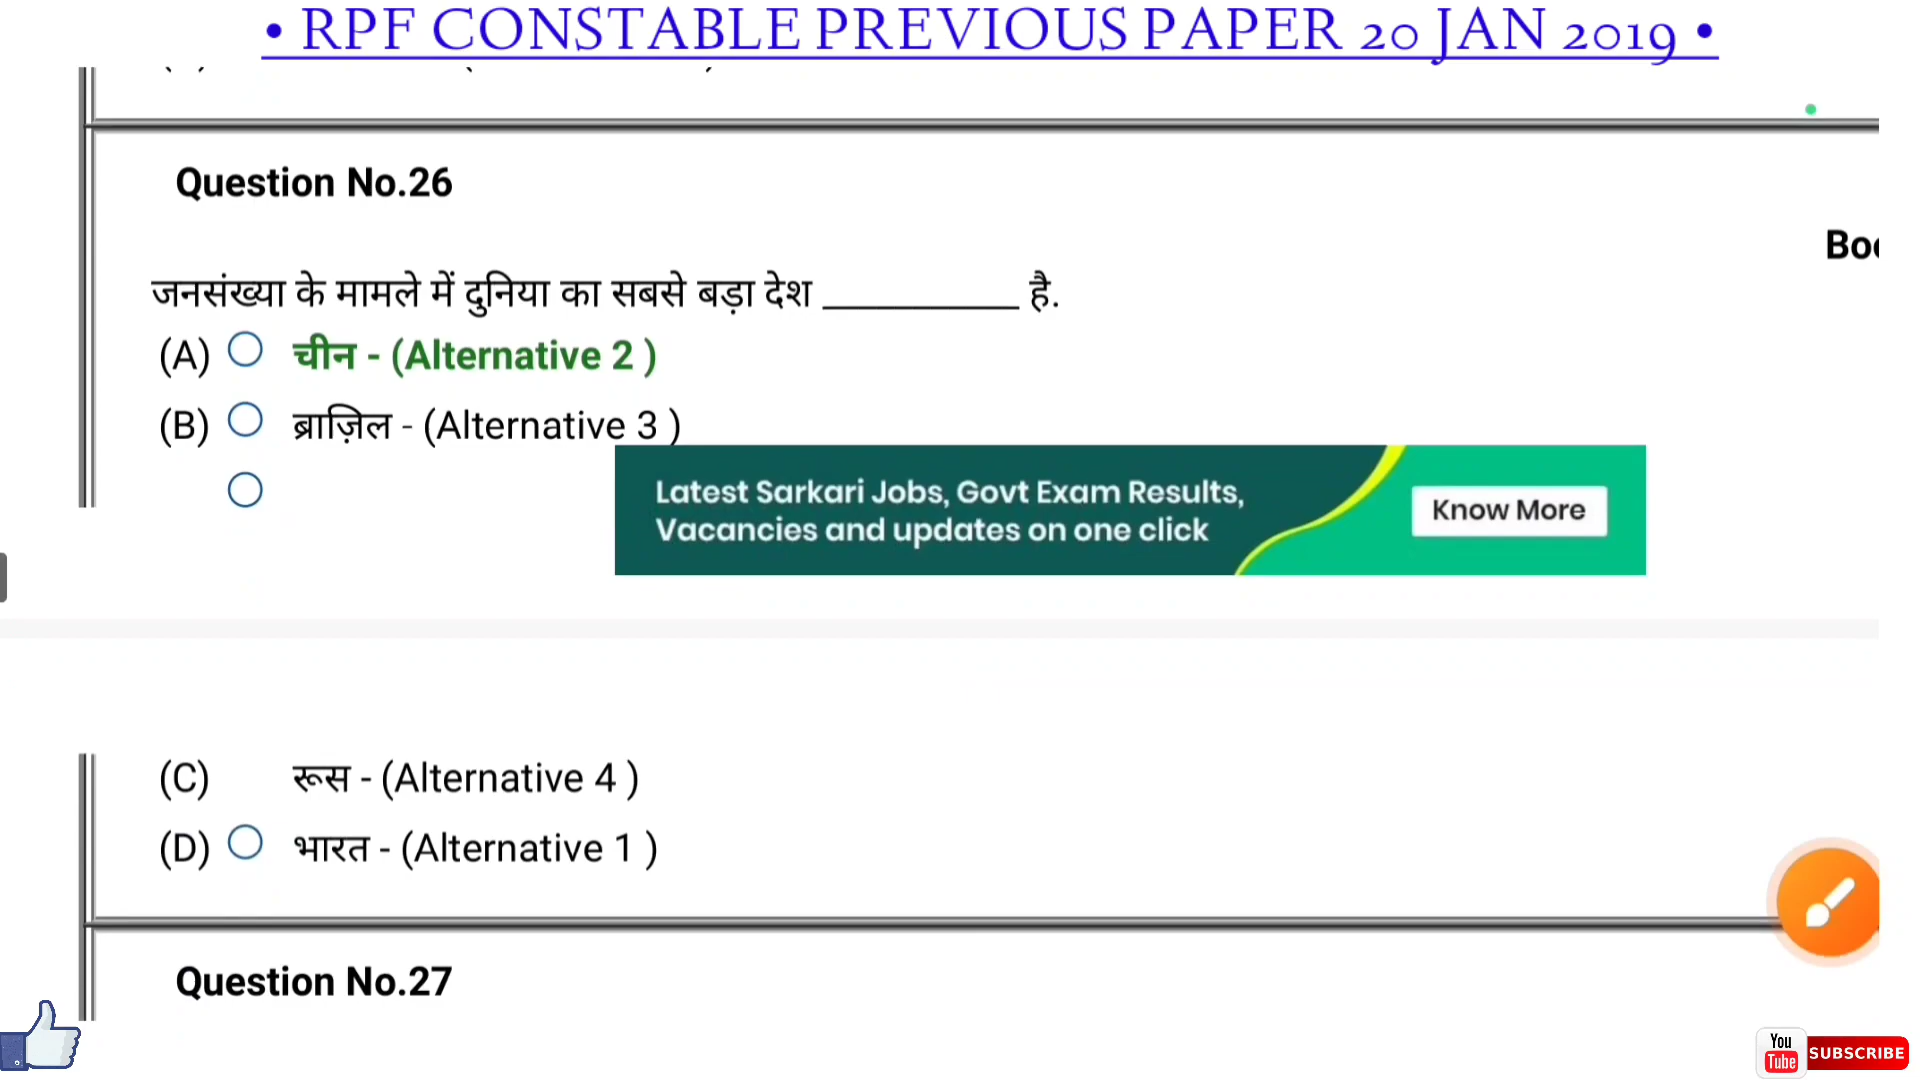 • RPF CONSTABLE PREVIOUS PAPER 20 JAN 2019 •
Question No.26
जनसंख्या के मामले में दुनिया का सबसे बड़ा देश __________ है.
(A) चीन - (Alternative 2 )
(B) ब्राज़िल - (Alternative 3 )
Latest Sarkari Jobs, Govt Exam Results,
Vacancies and updates on one click
Know More
(C) रूस - (Alternative 4 )
(D) भारत - (Alternative 1 )
Question No.27
You
Tube
SUBSCRIBE